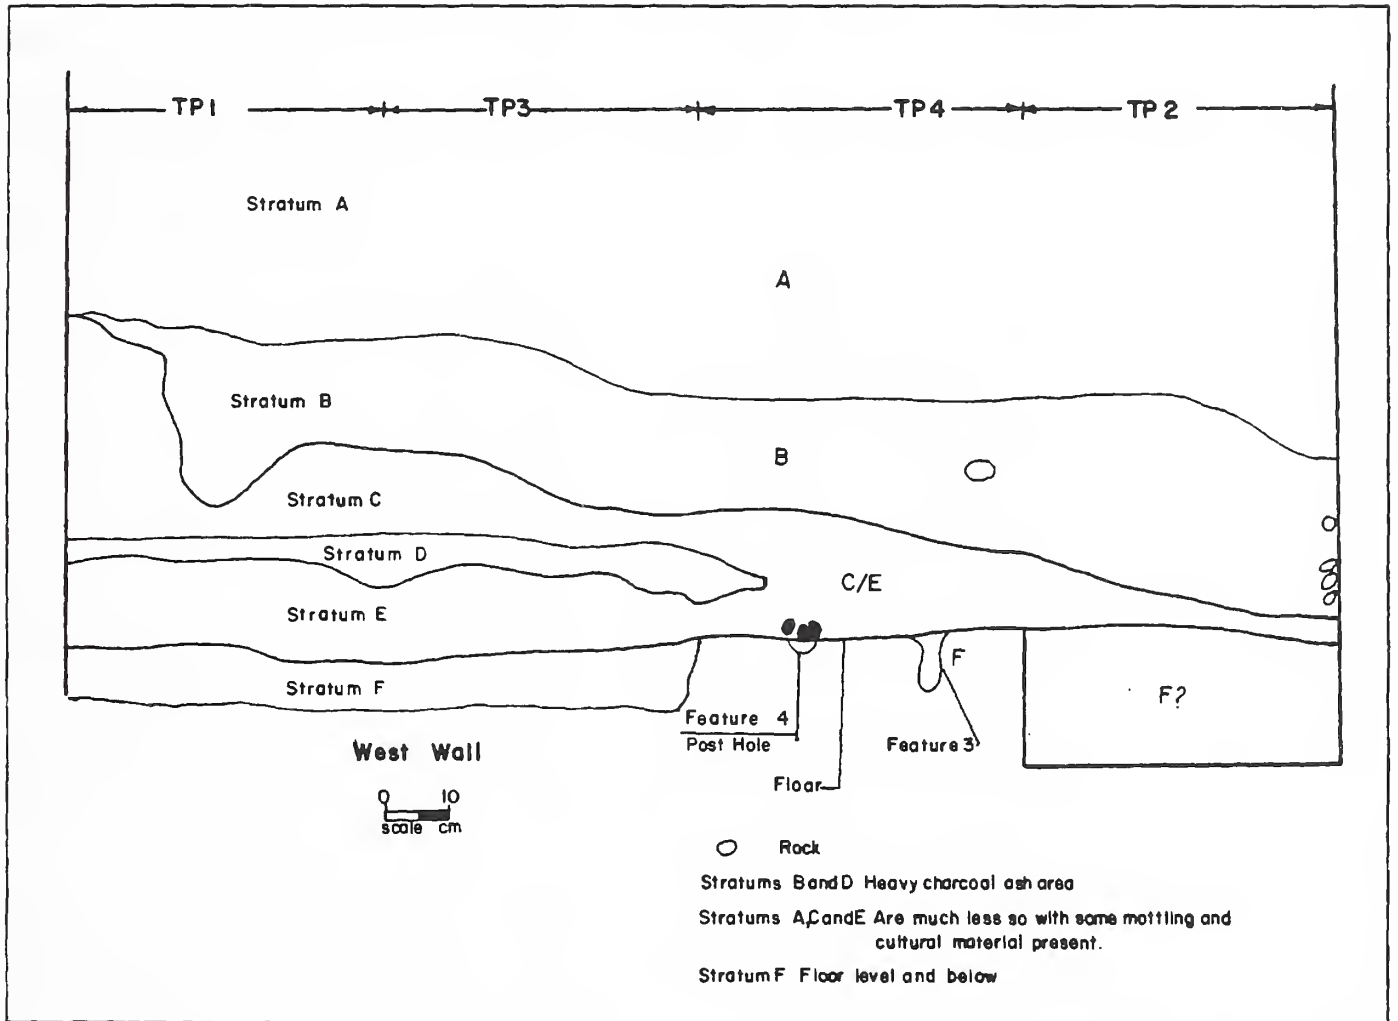 TP1 TP3 TP4 TP2
Stratum A
A
Stratum B
B
Stratum C
Stratum D
C/E
Stratum E
F
Stratum F
F?
Feature 4
Post Hole
Feature 3
West Wall
Floor
0 10
scale cm
Rock
Stratums B and D Heavy charcoal ash area
Stratums A,C and E Are much less so with some mottling and
cultural material present.
Stratum F Floor level and below